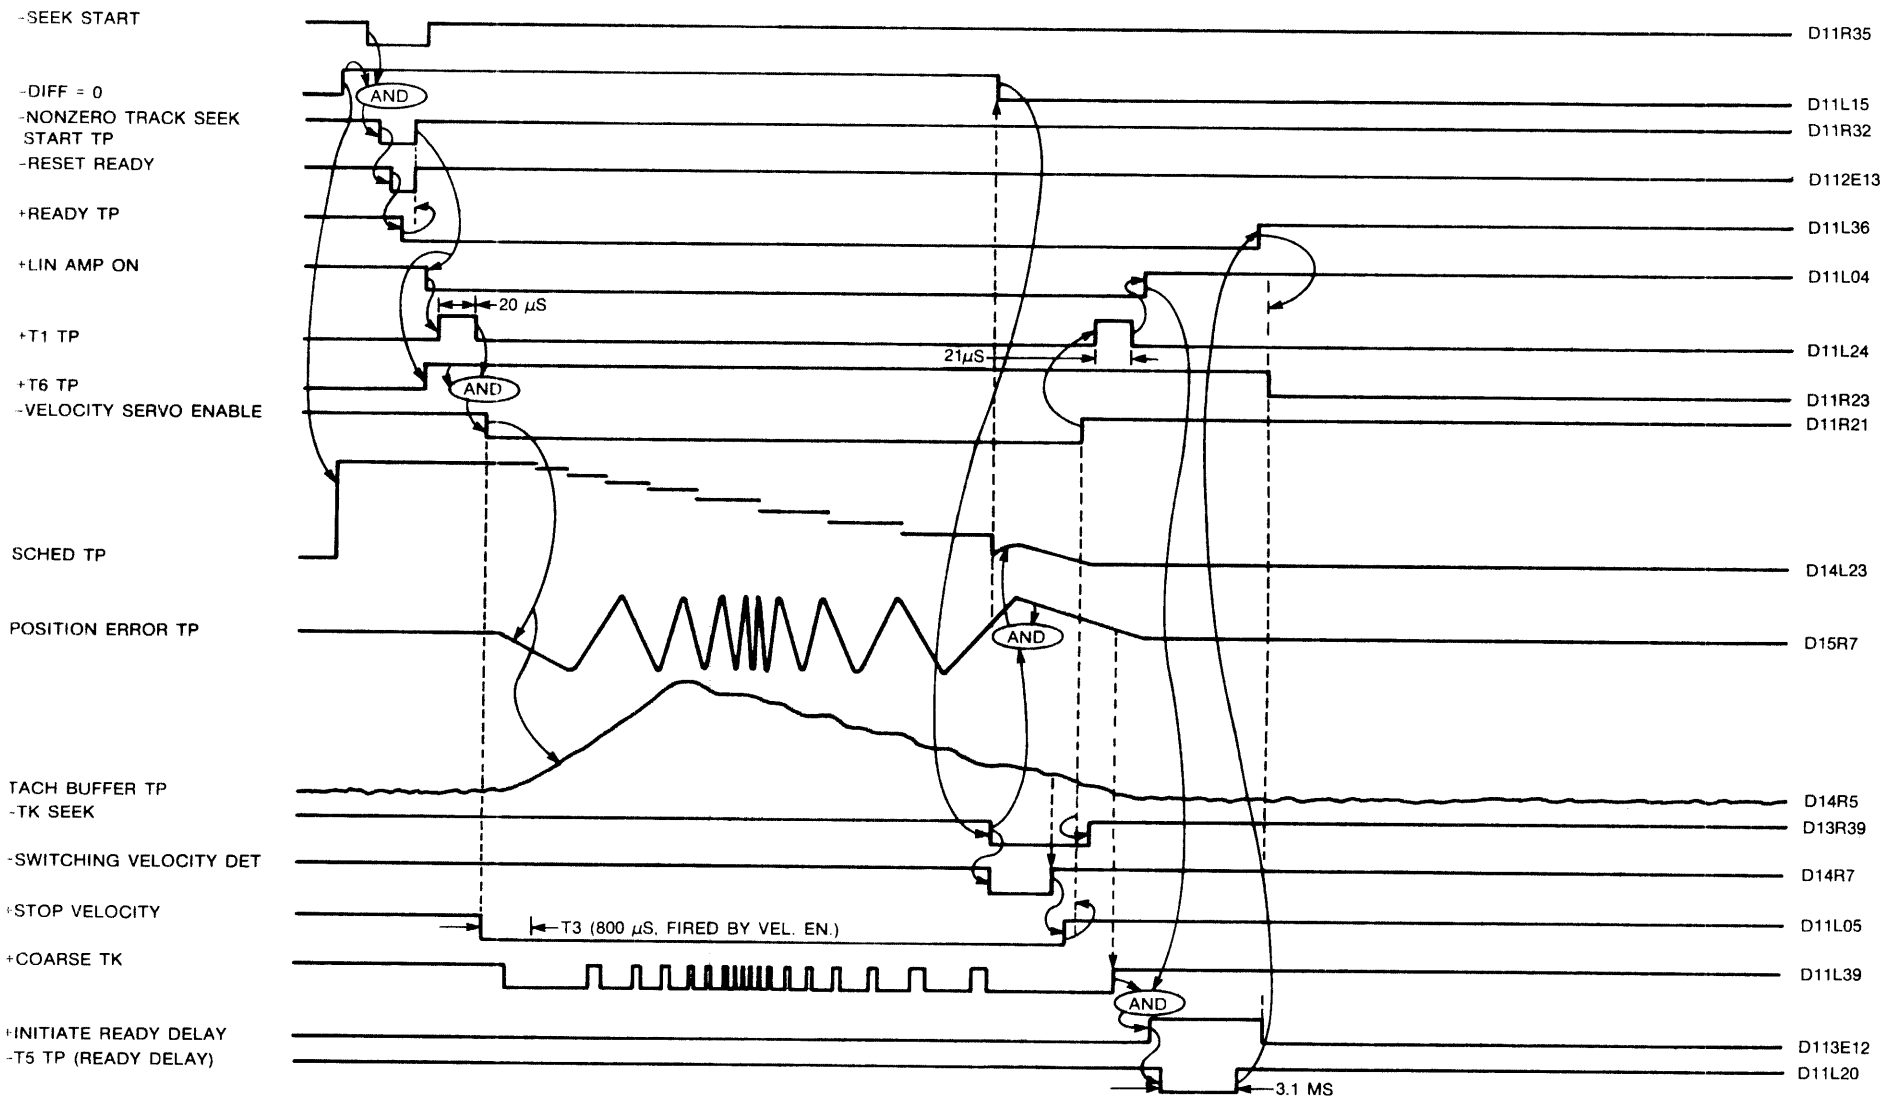 -SEEK START D11R35
-DIFF = 0 AND D11L15
-NONZERO TRACK SEEK
START TP D11R32
-RESET READY D112E13
+READY TP D11L36
+LIN AMP ON D11L04
20 μS
+T1 TP 21μS D11L24
+T6 TP AND D11R23
-VELOCITY SERVO ENABLE D11R21
SCHED TP D14L23
POSITION ERROR TP AND D15R7
TACH BUFFER TP D14R5
-TK SEEK D13R39
-SWITCHING VELOCITY DET D14R7
+STOP VELOCITY T3 (800 μS, FIRED BY VEL. EN.) D11L05
+COARSE TK D11L39
AND
+INITIATE READY DELAY D113E12
-T5 TP (READY DELAY) D11L20
3.1 MS